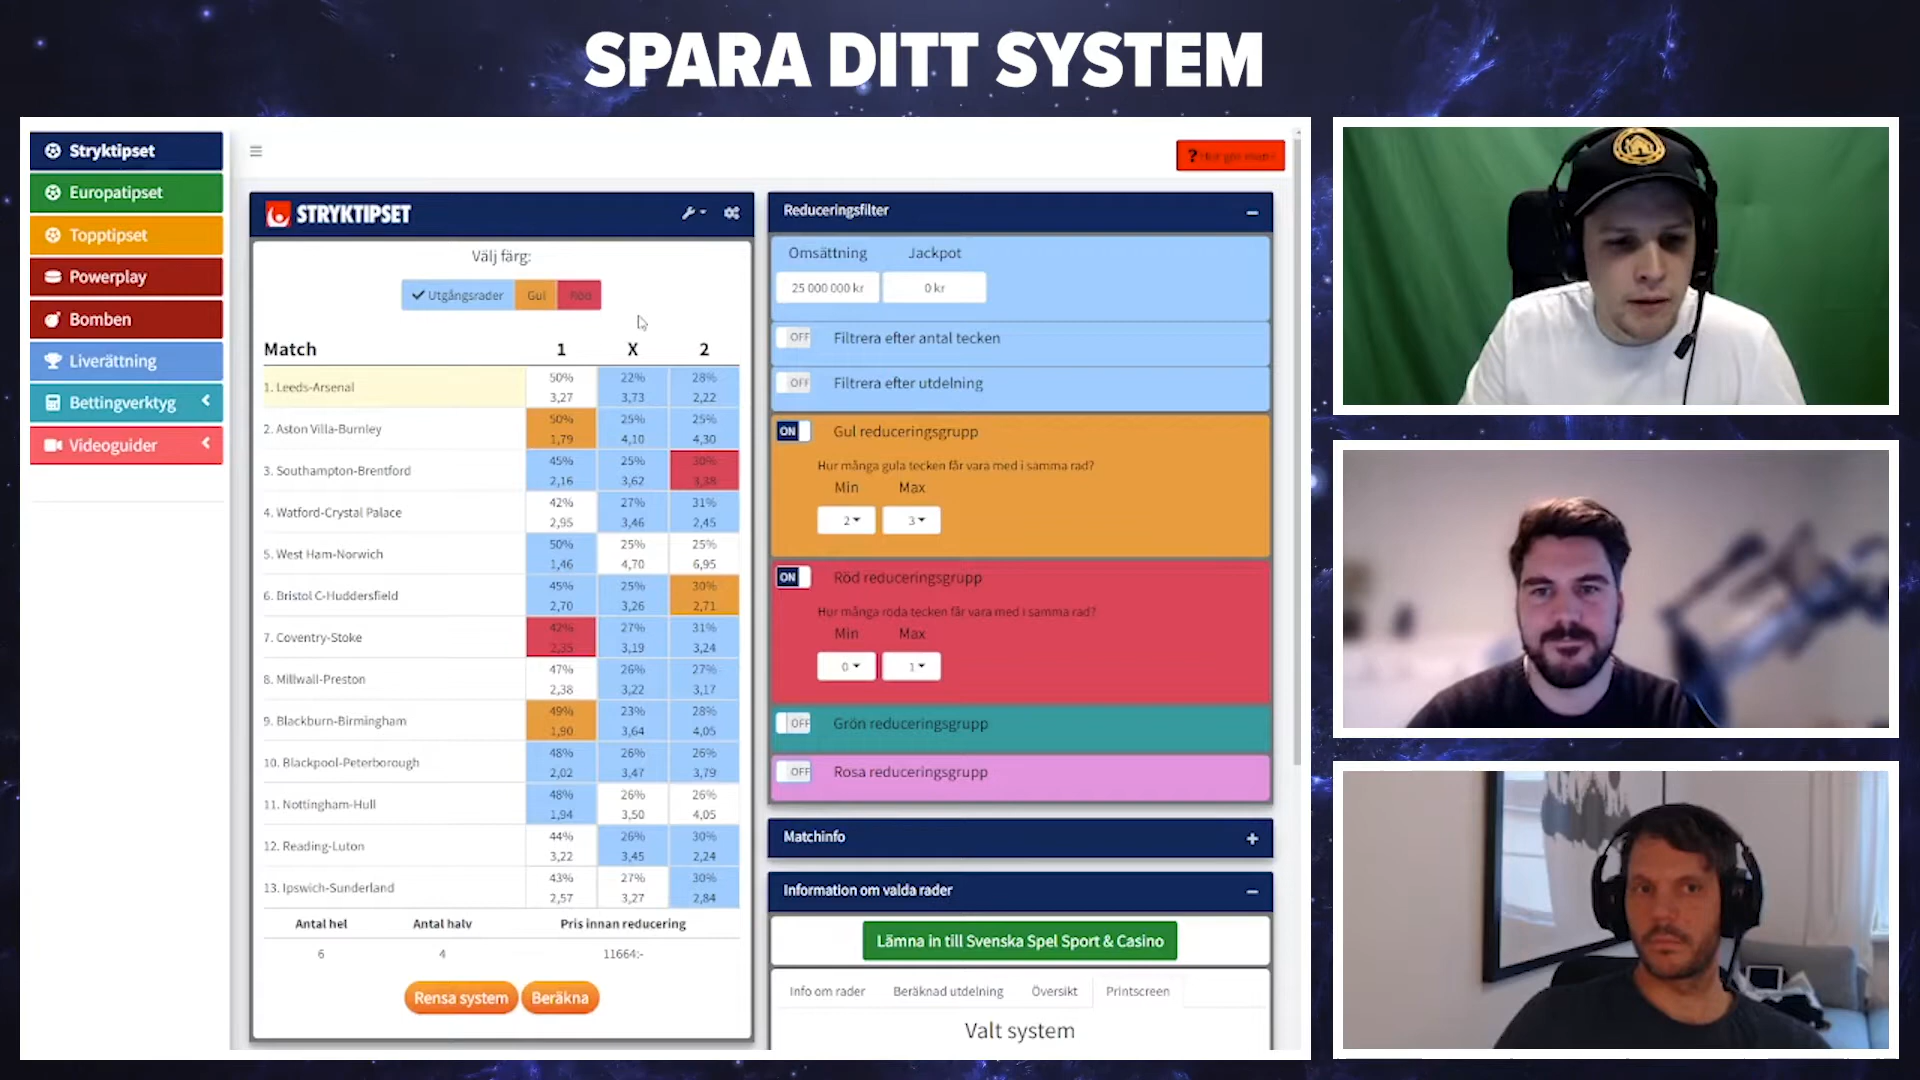 SPARA DITT SYSTEM
Stryktipset
Europatipset
Topptipset
Powerplay
Bomben
Liverättning
Bettingverktyg
Videoguider
STRYKTIPSET
Välj färg:
Utgångsrader Gul Röd
Match 1 X 2
1. Leeds-Arsenal 50% 22% 28%
3,27 3,73 2,22
2. Aston Villa-Burnley 50% 25% 25%
1,79 4,10 4,30
3. Southampton-Brentford 45% 25% 30%
2,16 3,62 3,38
4. Watford-Crystal Palace 42% 27% 31%
2,95 3,46 2,45
5. West Ham-Norwich 50% 25% 25%
1,46 4,70 6,95
6. Bristol C-Huddersfield 45% 25% 30%
2,70 3,26 2,71
7. Coventry-Stoke 42% 27% 31%
2,35 3,19 3,24
8. Millwall-Preston 47% 26% 27%
2,38 3,22 3,17
9. Blackburn-Birmingham 49% 23% 28%
1,90 3,64 4,05
10. Blackpool-Peterborough 48% 26% 26%
2,02 3,47 3,79
11. Nottingham-Hull 48% 26% 26%
1,94 3,50 4,05
12. Reading-Luton 44% 26% 30%
3,22 3,45 2,24
13. Ipswich-Sunderland 43% 27% 30%
2,57 3,27 2,84
Antal hel Antal halv Pris innan reducering
6 4 11664:-
Rensa system Beräkna
Reduceringsfilter
Omsättning Jackpot
25 000 000 kr 0 kr
OFF Filtrera efter antal tecken
OFF Filtrera efter utdelning
ON Gul reduceringsgrupp
Hur många gula tecken får vara med i samma rad?
Min Max
2 3
ON Röd reduceringsgrupp
Hur många röda tecken får vara med i samma rad?
Min Max
0 1
OFF Grön reduceringsgrupp
OFF Rosa reduceringsgrupp
Matchinfo
Information om valda rader
Lämna in till Svenska Spel Sport & Casino
Info om rader Beräknad utdelning Översikt Printscreen
Valt system